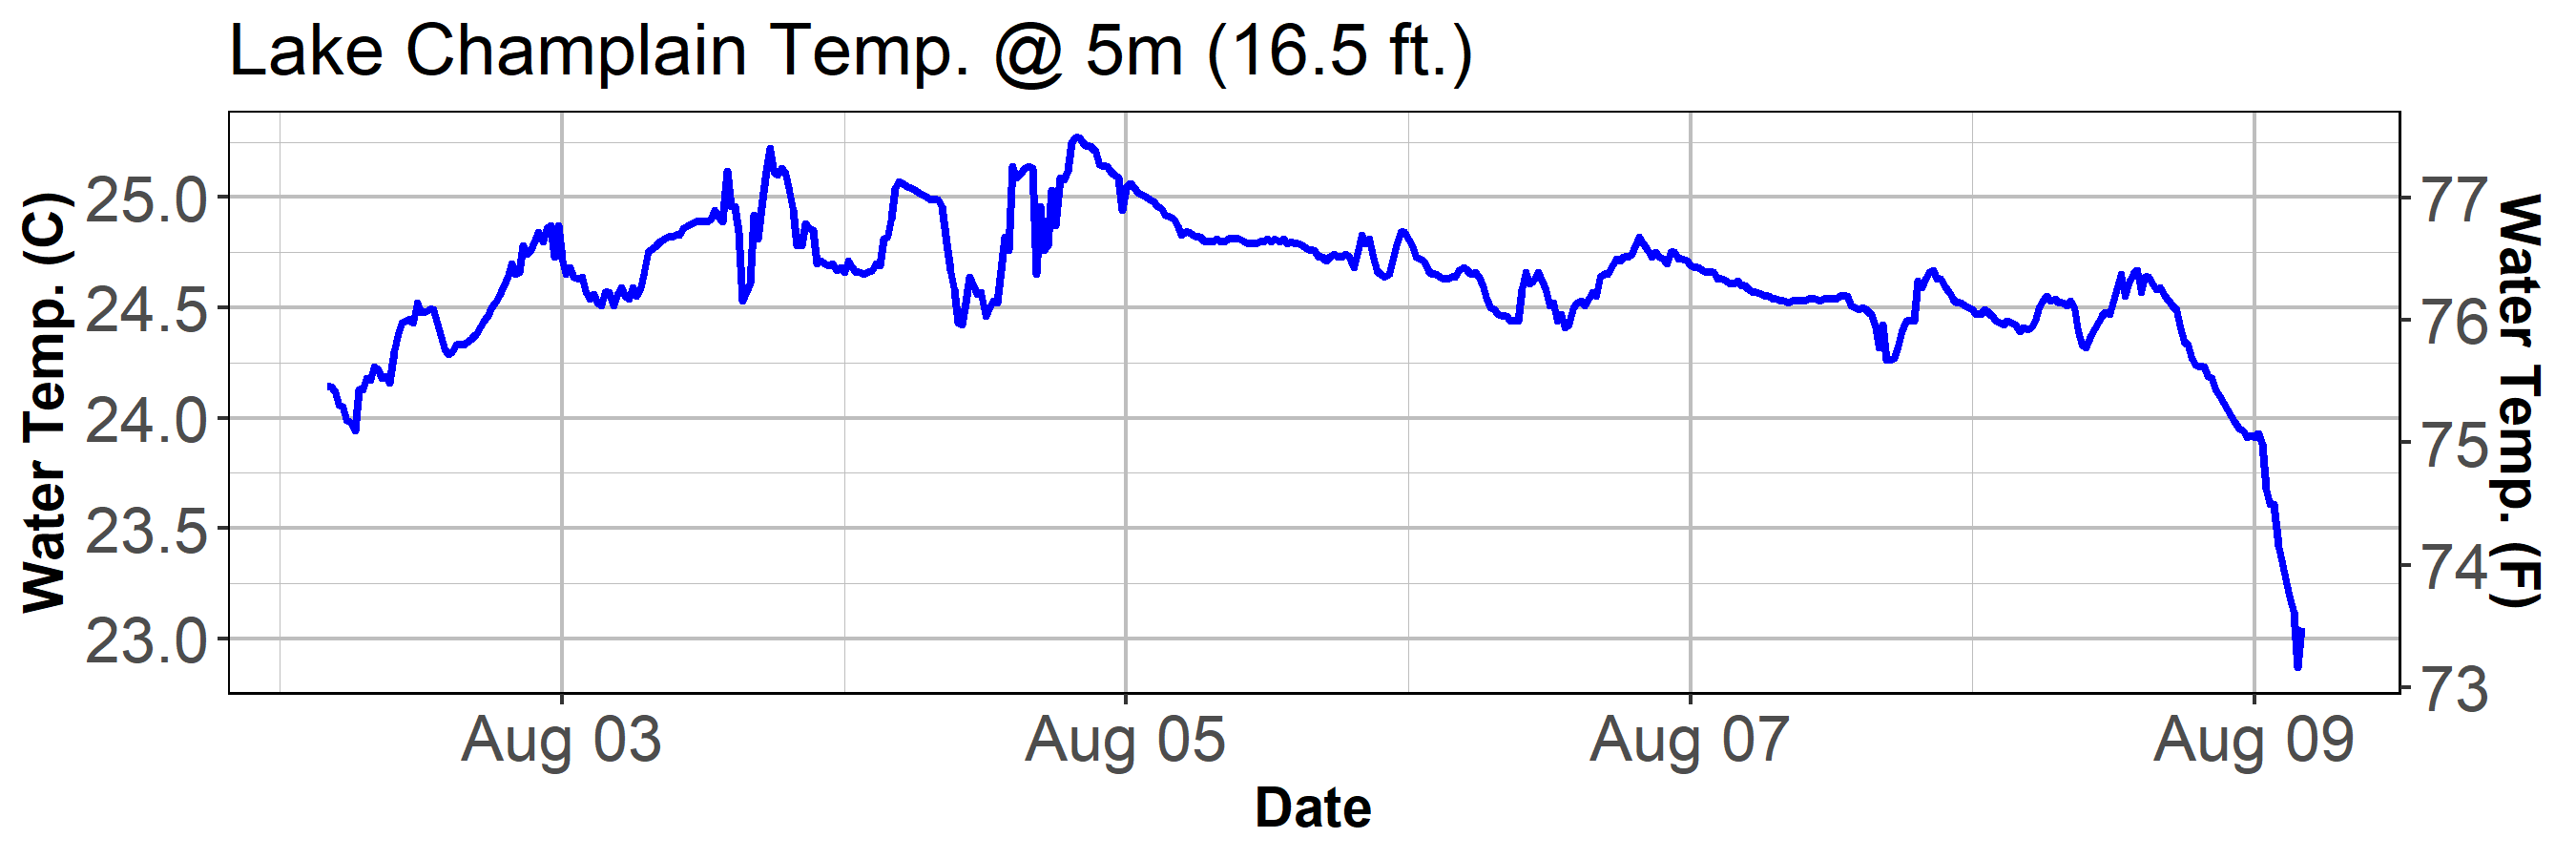 Lake Champlain Temp. @ 5m (16.5 ft.)
Water Temp. (C)
25.0
24.5
24.0
23.5
23.0
77
76
75
74
73
Water Temp. (F)
Aug 03 Aug 05 Aug 07 Aug 09
Date